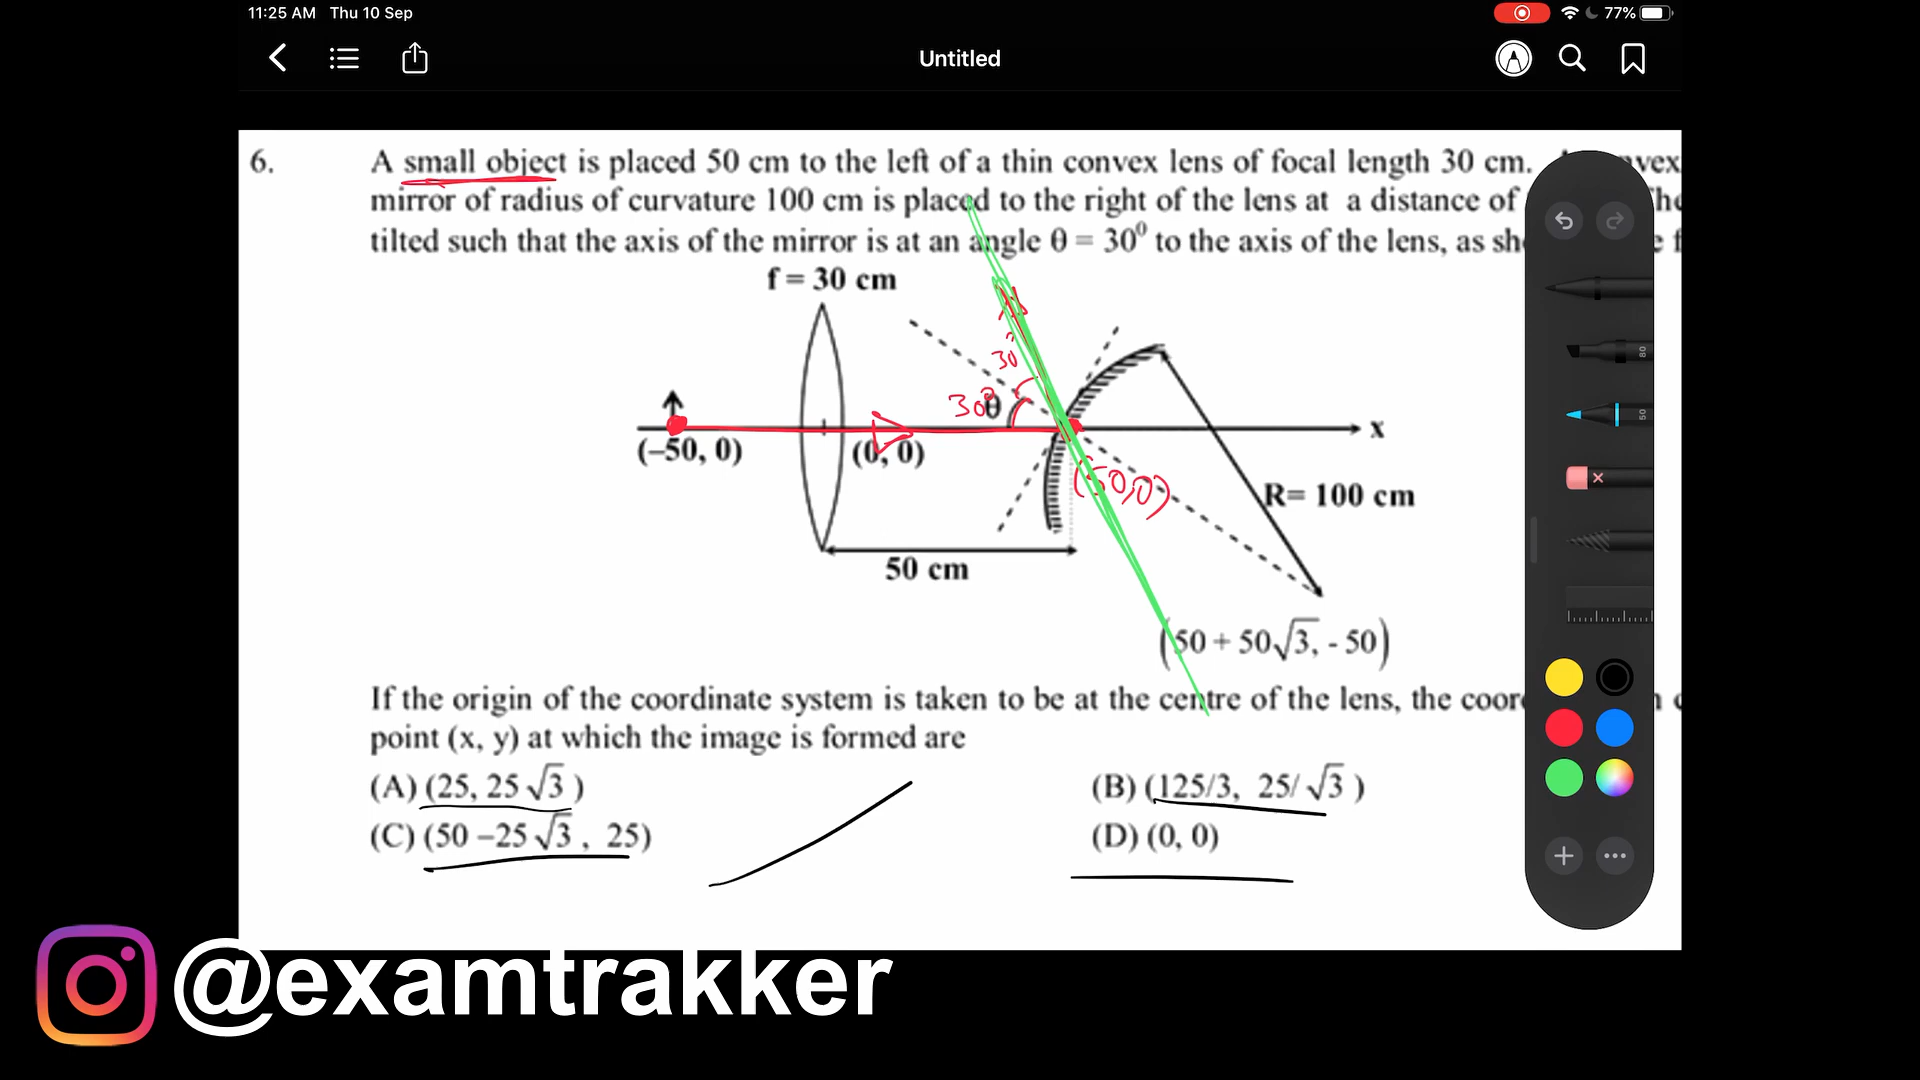 11:25 AM Thu 10 Sep
77%
Untitled
6. A small object is placed 50 cm to the left of a thin convex lens of focal length 30 cm.
mirror of radius of curvature 100 cm is placed to the right of the lens at a distance of
tilted such that the axis of the mirror is at an angle θ = 30⁰ to the axis of the lens, as
f = 30 cm
30°
30° θ
x
(–50, 0)
(0, 0)
(50,0)
R= 100 cm
50 cm
(50 + 50√3, - 50)
If the origin of the coordinate system is taken to be at the centre of the lens, the
point (x, y) at which the image is formed are
(A) (25, 25 √3 )
(B) (125/3, 25/ √3 )
(C) (50 –25 √3 , 25)
(D) (0, 0)
80
50
@examtrakker